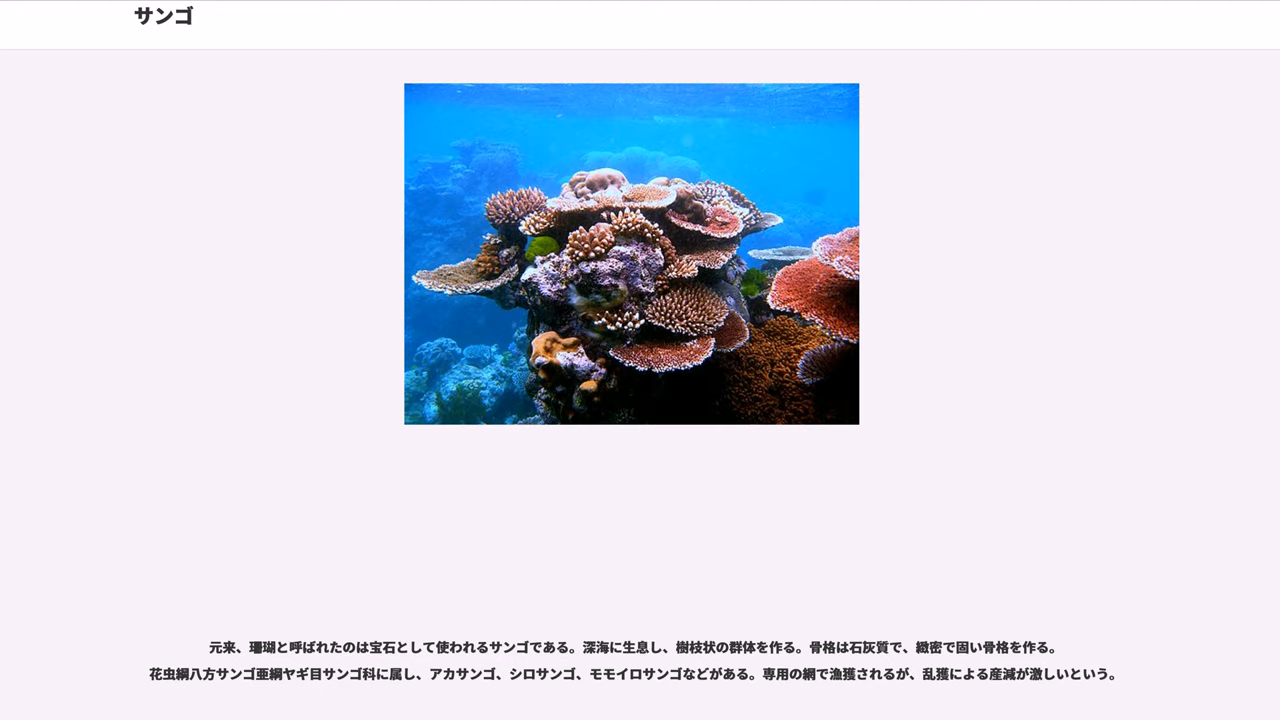 サンゴ
元来、珊瑚と呼ばれたのは宝石として使われるサンゴである。深海に生息し、樹枝状の群体を作る。骨格は石灰質で、緻密で固い骨格を作る。
花虫綱八方サンゴ亜綱ヤギ目サンゴ科に属し、アカサンゴ、シロサンゴ、モモイロサンゴなどがある。専用の網で漁獲されるが、乱獲による産減が激しいという。